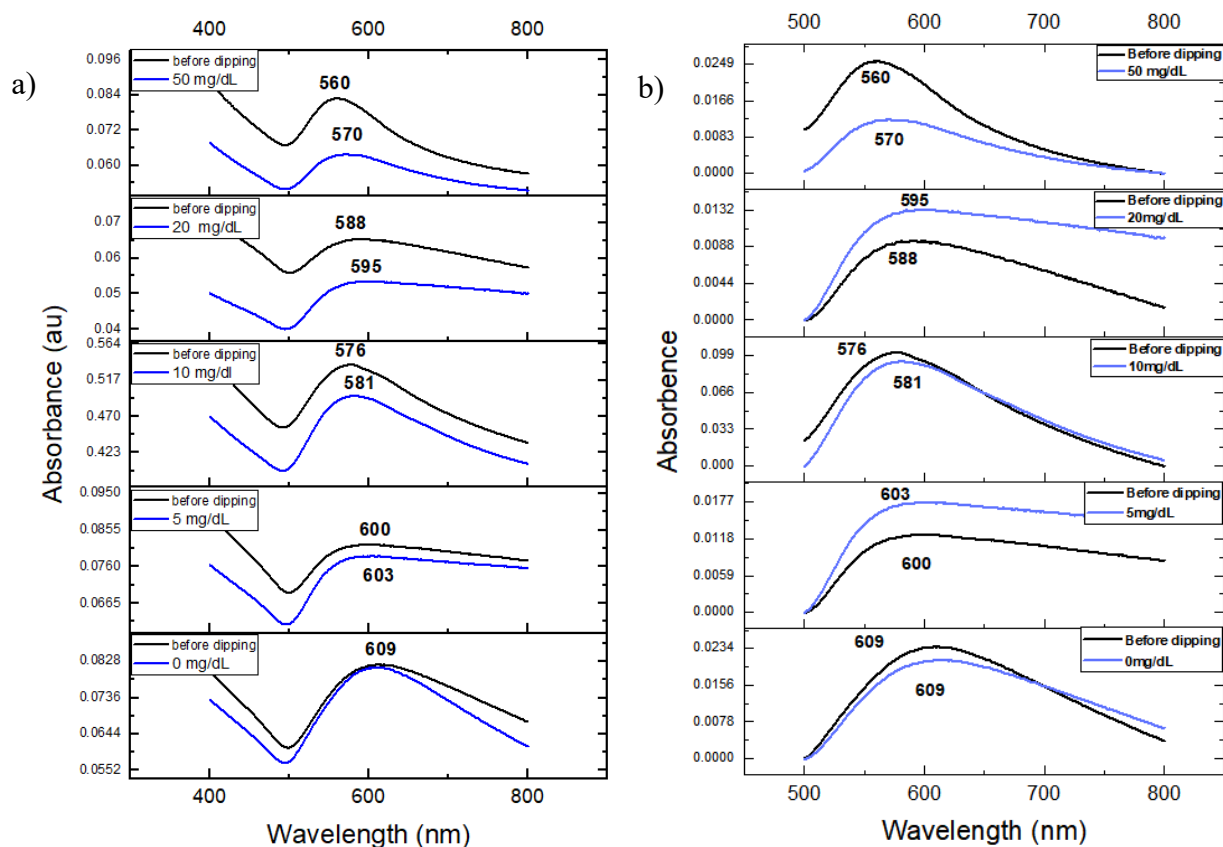 a)
400 600 800
before dipping
50 mg/dL
0.096
0.084
0.072
0.060
560
570
before dipping
20 mg/dL
0.07
0.06
0.05
0.04
588
595
before dipping
10 mg/dl
0.564
0.517
0.470
0.423
576
581
before dipping
5 mg/dL
0.0950
0.0855
0.0760
0.0665
600
603
before dipping
0 mg/dL
0.0828
0.0736
0.0644
0.0552
609
400 600 800
Absorbance (au)
Wavelength (nm)
b)
500 600 700 800
Before dipping
50 mg/dL
0.0249
0.0166
0.0083
0.0000
560
570
Before dipping
20mg/dL
0.0132
0.0088
0.0044
0.0000
595
588
Before dipping
10mg/dL
0.099
0.066
0.033
0.000
576
581
Before dipping
5mg/dL
0.0177
0.0118
0.0059
0.0000
603
600
Before dipping
0mg/dL
0.0234
0.0156
0.0078
0.0000
609
609
500 600 700 800
Absorbence
Wavelength (nm)